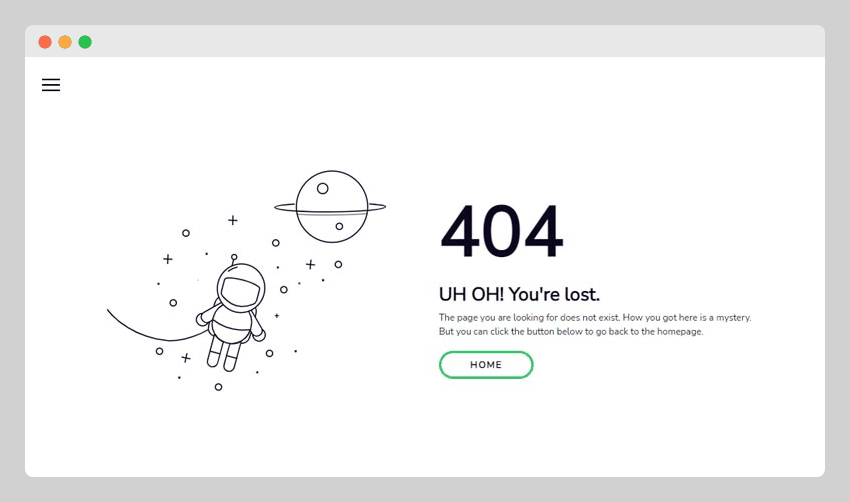 404
UH OH! You're lost.
The page you are looking for does not exist. How you got here is a mystery.
But you can click the button below to go back to the homepage.
HOME